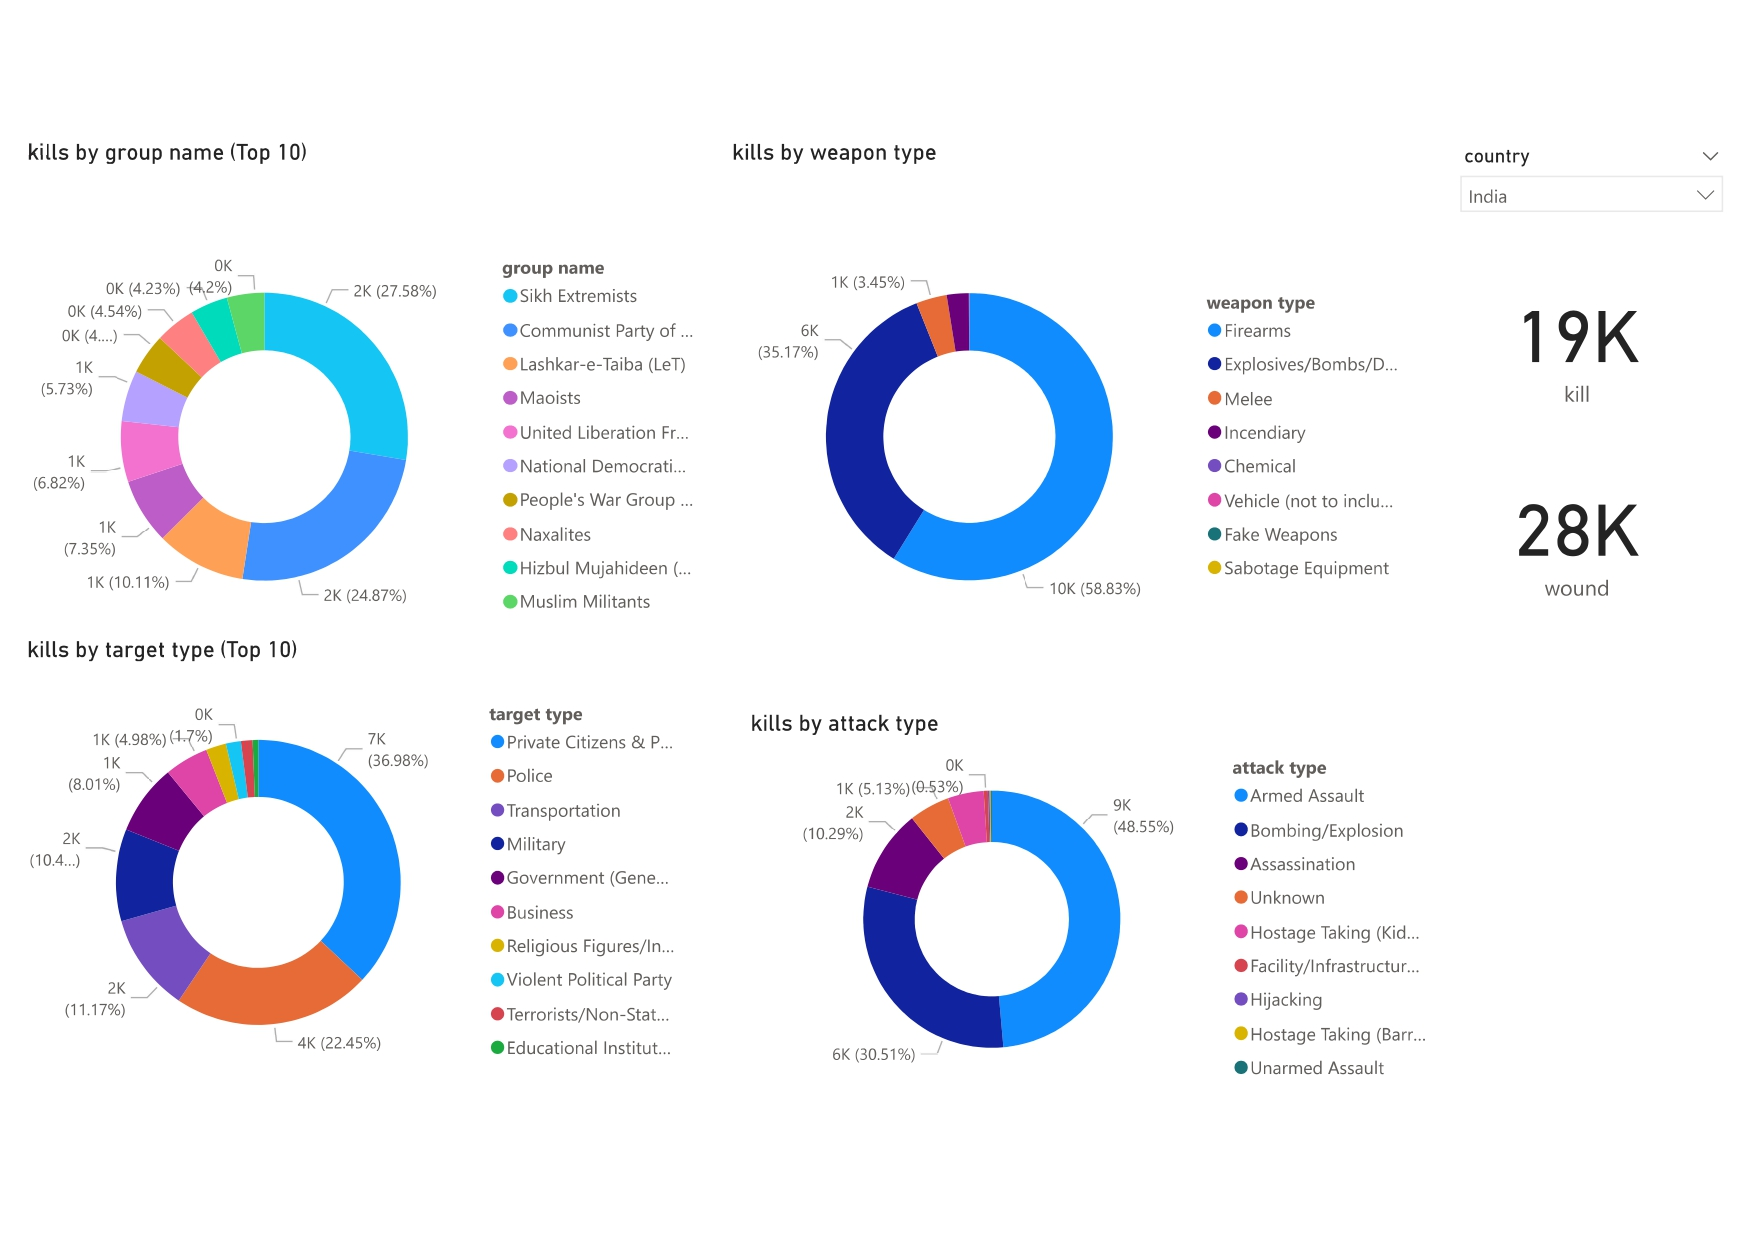 kills by group name (Top 10)
0K
(4.2%)
0K (4.23%)
0K (4.54%)
0K (4....)
1K
(5.73%)
1K
(6.82%)
1K
(7.35%)
1K (10.11%)
2K (24.87%)
2K (27.58%)
group name
Sikh Extremists
Communist Party of ...
Lashkar-e-Taiba (LeT)
Maoists
United Liberation Fr...
National Democrati...
People's War Group ...
Naxalites
Hizbul Mujahideen (...
Muslim Militants
kills by weapon type
1K (3.45%)
6K
(35.17%)
10K (58.83%)
weapon type
Firearms
Explosives/Bombs/D...
Melee
Incendiary
Chemical
Vehicle (not to inclu...
Fake Weapons
Sabotage Equipment
country
India
19K
kill
28K
wound
kills by target type (Top 10)
0K
(1.7%)
1K (4.98%)
1K
(8.01%)
2K
(10.4...)
2K
(11.17%)
4K (22.45%)
7K
(36.98%)
target type
Private Citizens & P...
Police
Transportation
Military
Government (Gene...
Business
Religious Figures/In...
Violent Political Party
Terrorists/Non-Stat...
Educational Institut...
kills by attack type
0K
(0.53%)
1K (5.13%)
2K
(10.29%)
6K (30.51%)
9K
(48.55%)
attack type
Armed Assault
Bombing/Explosion
Assassination
Unknown
Hostage Taking (Kid...
Facility/Infrastructur...
Hijacking
Hostage Taking (Barr...
Unarmed Assault